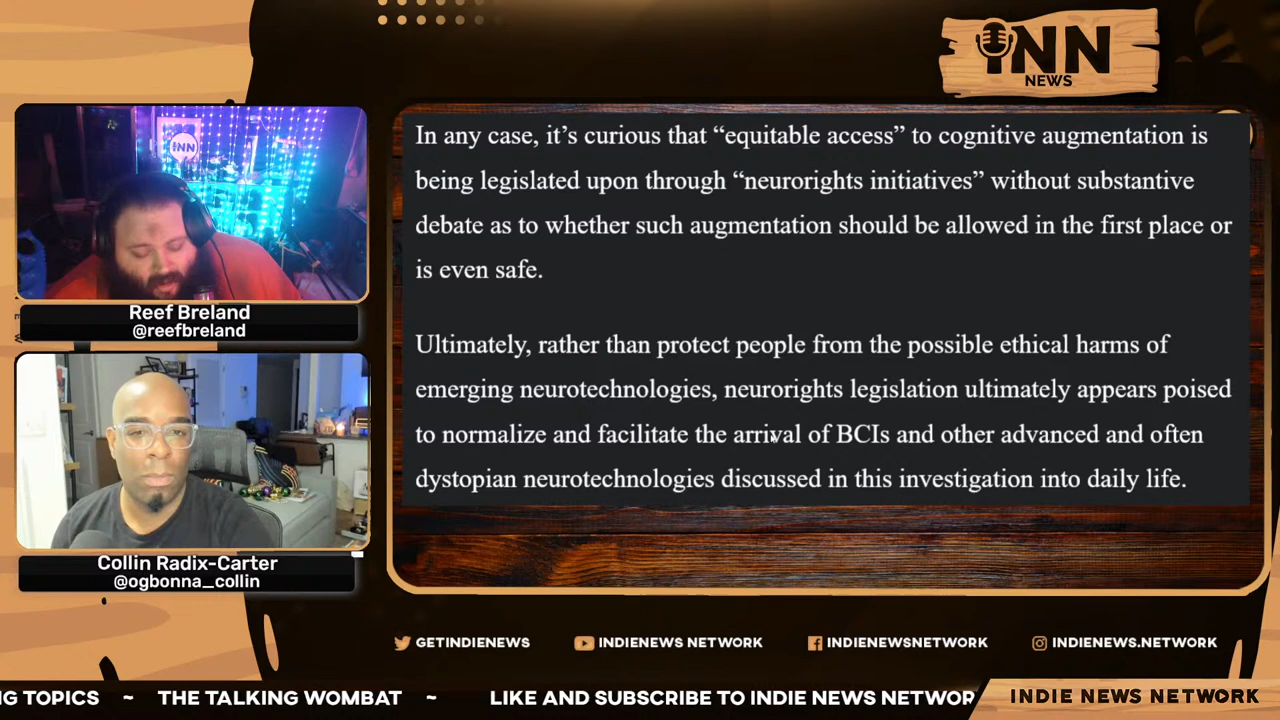 INN
NEWS
In any case, it’s curious that “equitable access” to cognitive augmentation is
being legislated upon through “neurorights initiatives” without substantive
debate as to whether such augmentation should be allowed in the first place or
is even safe.
Ultimately, rather than protect people from the possible ethical harms of
emerging neurotechnologies, neurorights legislation ultimately appears poised
to normalize and facilitate the arrival of BCIs and other advanced and often
dystopian neurotechnologies discussed in this investigation into daily life.
INN
Reef Breland
@reefbreland
Collin Radix-Carter
@ogbonna_collin
GETINDIENEWS
INDIENEWS NETWORK
INDIENEWSNETWORK
INDIENEWS.NETWORK
NG TOPICS ~ THE TALKING WOMBAT ~ LIKE AND SUBSCRIBE TO INDIE NEWS NETWOR
INDIE NEWS NETWORK